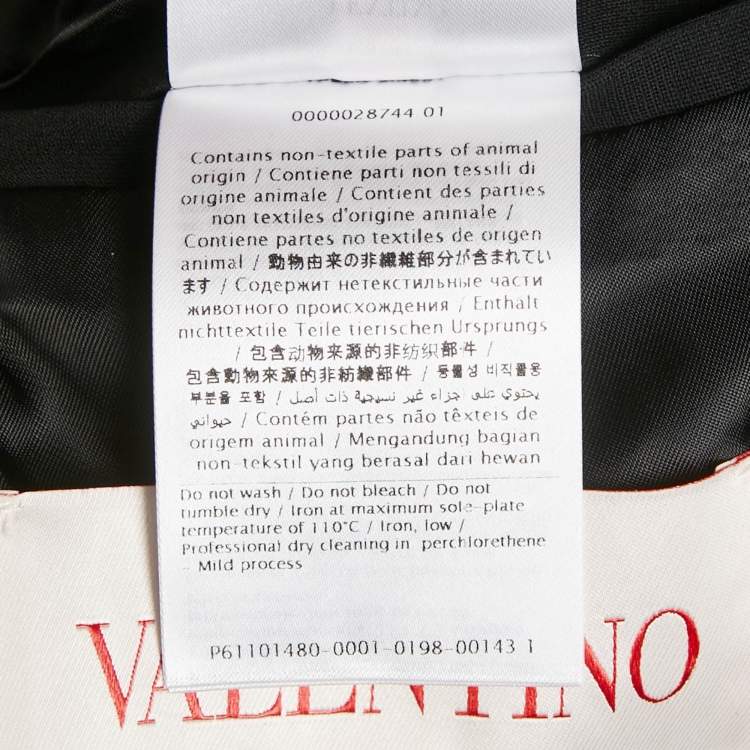 0000028744 01
Contains non-textile parts of animal
origin / Contiene parti non tessili di
origine animale / Contient des parties
non textiles d'origine animale /
Contiene partes no textiles de origen
animal / 動物由来の非繊維部分が含まれてい
ます / Содержит нетекстильные части
животного происхождения / Enthält
nichttextile Teile tierischen Ursprungs
/ 包含动物来源的非纺织部件 /
包含動物來源的非紡織部件 / 동물성 비직물용
부분을 포함 / يحتوي على أجزاء غير نسيجية ذات أصل
حيواني / Contém partes não têxteis de
origem animal / Mengandung bagian
non-tekstil yang berasal dari hewan
Do not wash / Do not bleach / Do not
tumble dry / Iron at maximum sole-plate
temperature of 110°C / Iron, low /
Professional dry cleaning in perchlorethene
- Mild process
P61101480-0001-0198-00143 1
VALENTINO